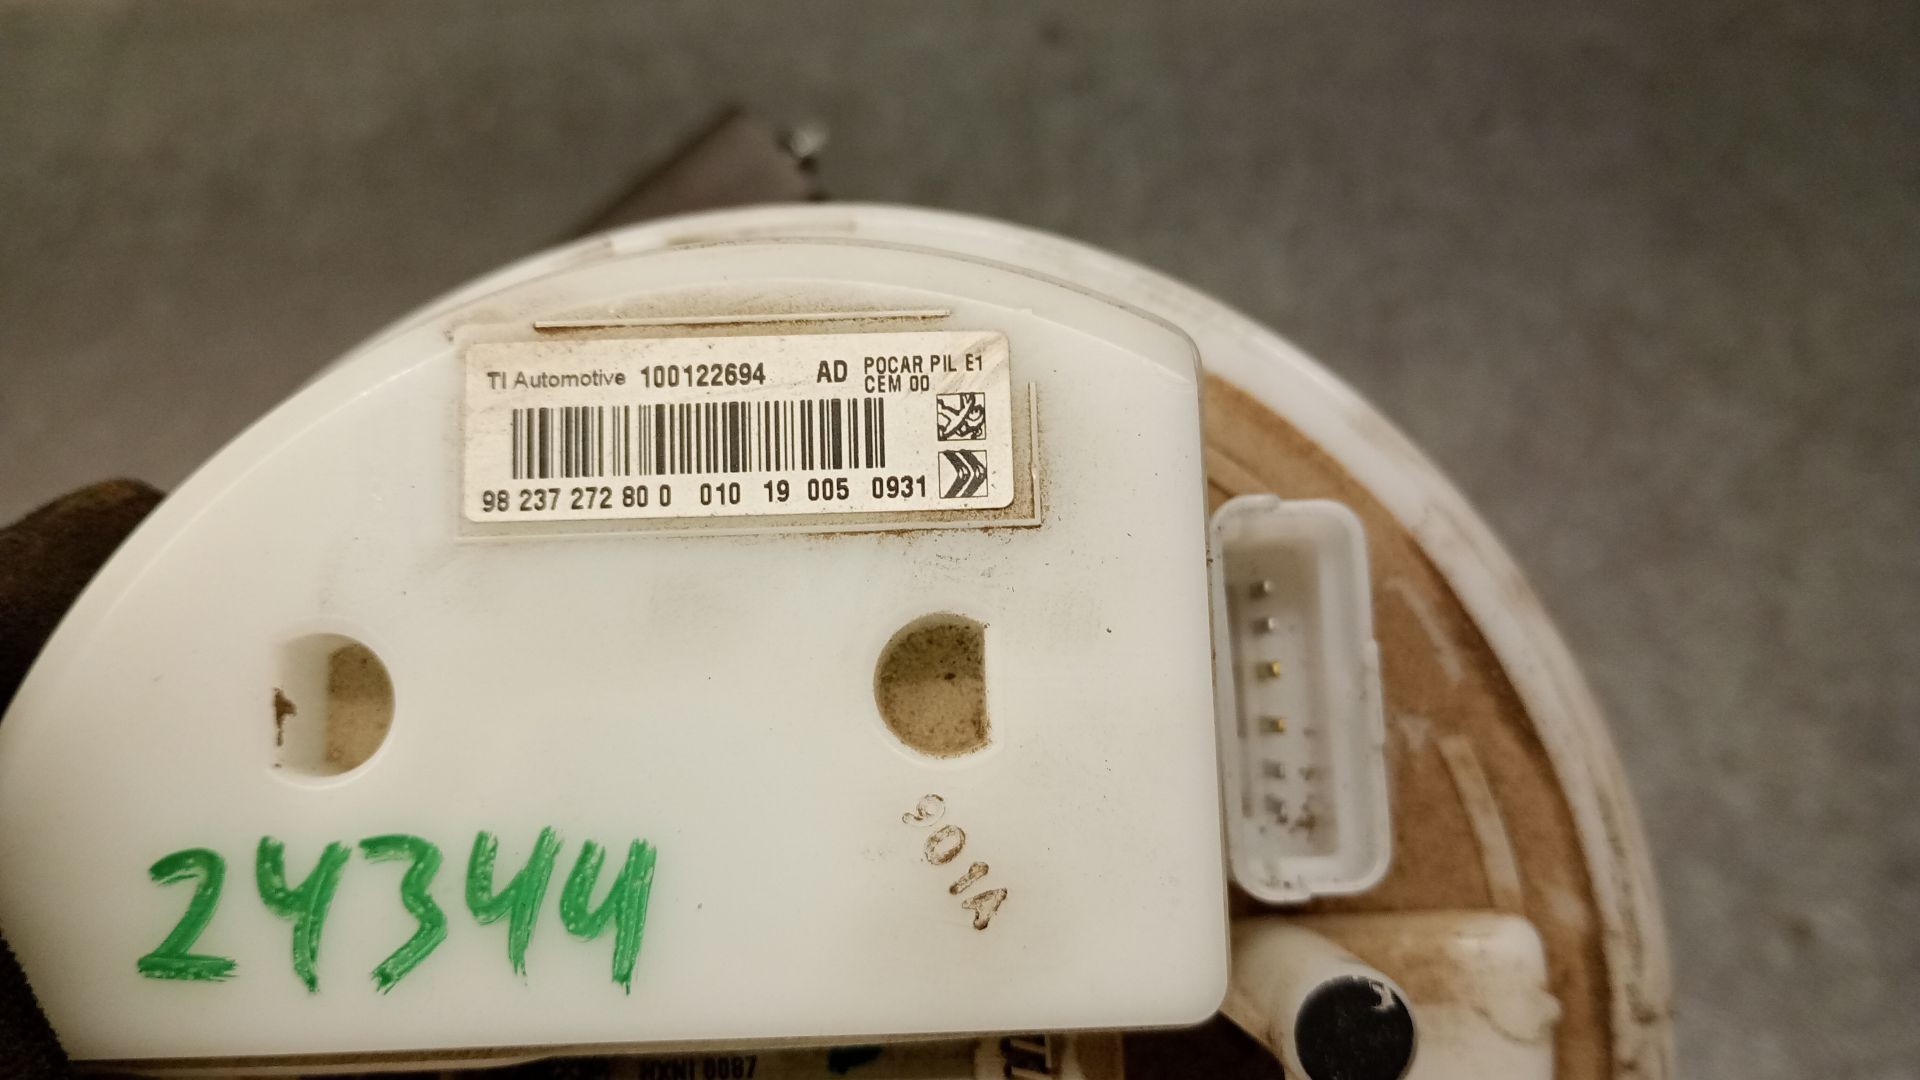 TI Automotive 100122694 AD POCAR PIL E1
CEM 00
98 237 272 80 0 010 19 005 0931
901A
24344